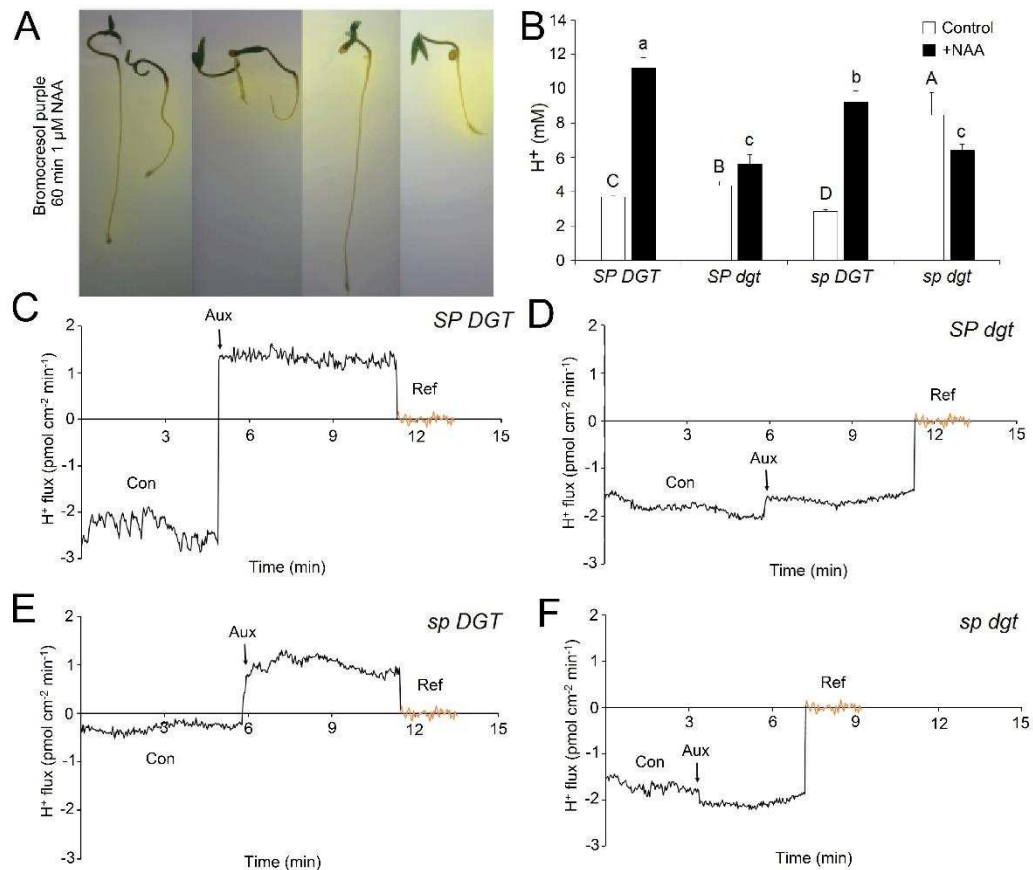 A
Bromocresol purple
60 min 1 µM NAA
B
H⁺ (mM)
14
12
10
8
6
4
2
0
Control
+NAA
C
a
B
c
D
b
A
c
SP DGT
SP dgt
sp DGT
sp dgt
C
SP DGT
H⁺ flux (pmol cm⁻² min⁻¹)
2
1
0
-1
-2
-3
3
6
9
12
15
Aux
Con
Ref
Time (min)
D
SP dgt
H⁺ flux (pmol cm⁻² min⁻¹)
2
1
0
-1
-2
-3
3
6
9
12
15
Con
Aux
Ref
Time (min)
E
sp DGT
H⁺ flux (pmol cm⁻² min⁻¹)
2
1
0
-1
-2
-3
3
6
9
12
15
Aux
Con
Ref
Time (min)
F
sp dgt
H⁺ flux (pmol cm⁻² min⁻¹)
2
1
0
-1
-2
-3
3
6
9
12
15
Con
Aux
Ref
Time (min)